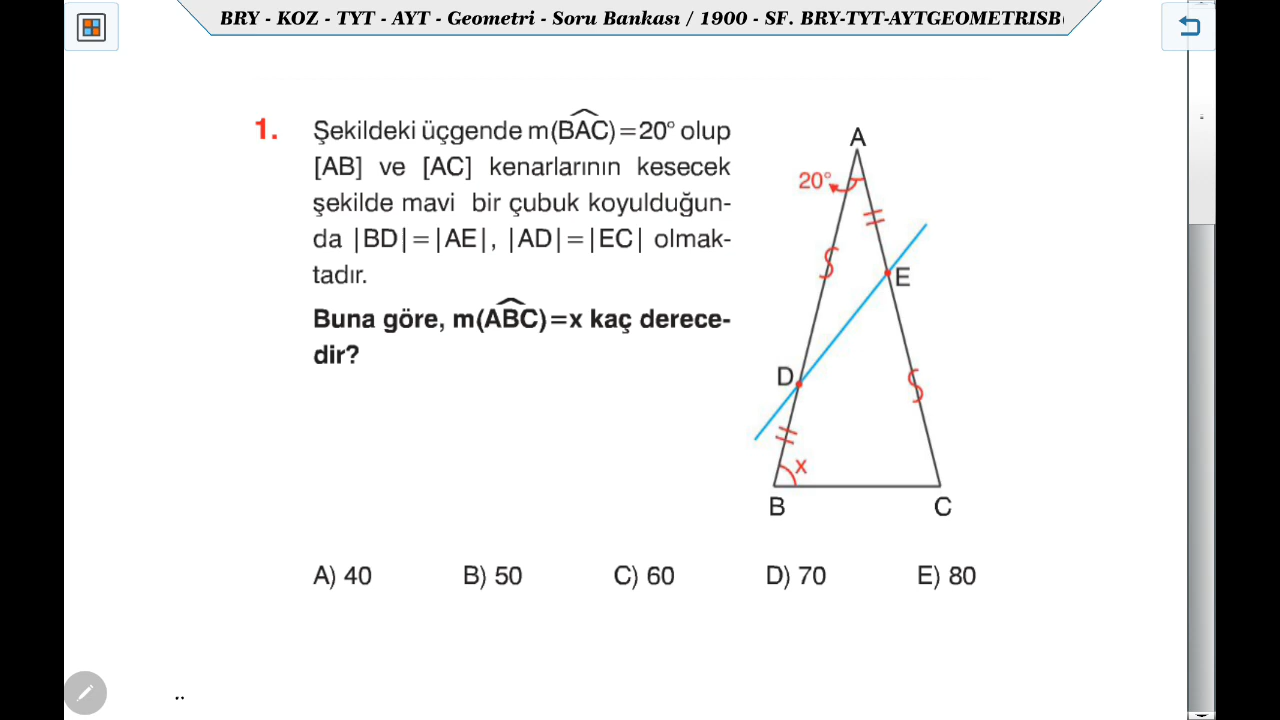 BRY - KOZ - TYT - AYT - Geometri - Soru Bankası / 1900 - SF. BRY-TYT-AYTGEOMETRISB
1. Şekildeki üçgende m(BAC)=20° olup
[AB] ve [AC] kenarlarının kesecek
şekilde mavi bir çubuk koyulduğun-
da |BD|=|AE|, |AD|=|EC| olmak-
tadır.
Buna göre, m(ABC)=x kaç derece-
dir?
A
20°
E
D
x
B
C
A) 40 B) 50 C) 60 D) 70 E) 80